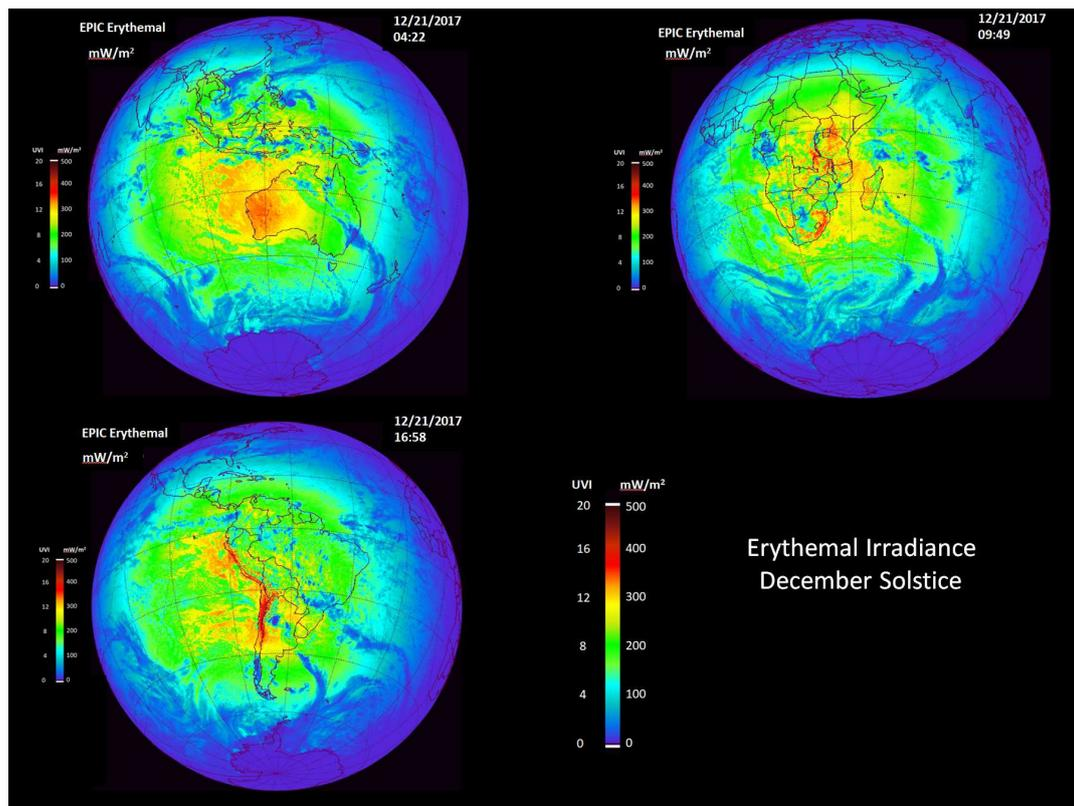 EPIC Erythemal
mW/m²
12/21/2017
04:22
UVI mW/m²
20 500
16 400
12 300
8 200
4 100
0 0
EPIC Erythemal
mW/m²
12/21/2017
09:49
UVI mW/m²
20 500
16 400
12 300
8 200
4 100
0 0
EPIC Erythemal
mW/m²
12/21/2017
16:58
UVI mW/m²
20 500
16 400
12 300
8 200
4 100
0 0
UVI mW/m²
20 500
16 400
12 300
8 200
4 100
0 0
Erythemal Irradiance
December Solstice